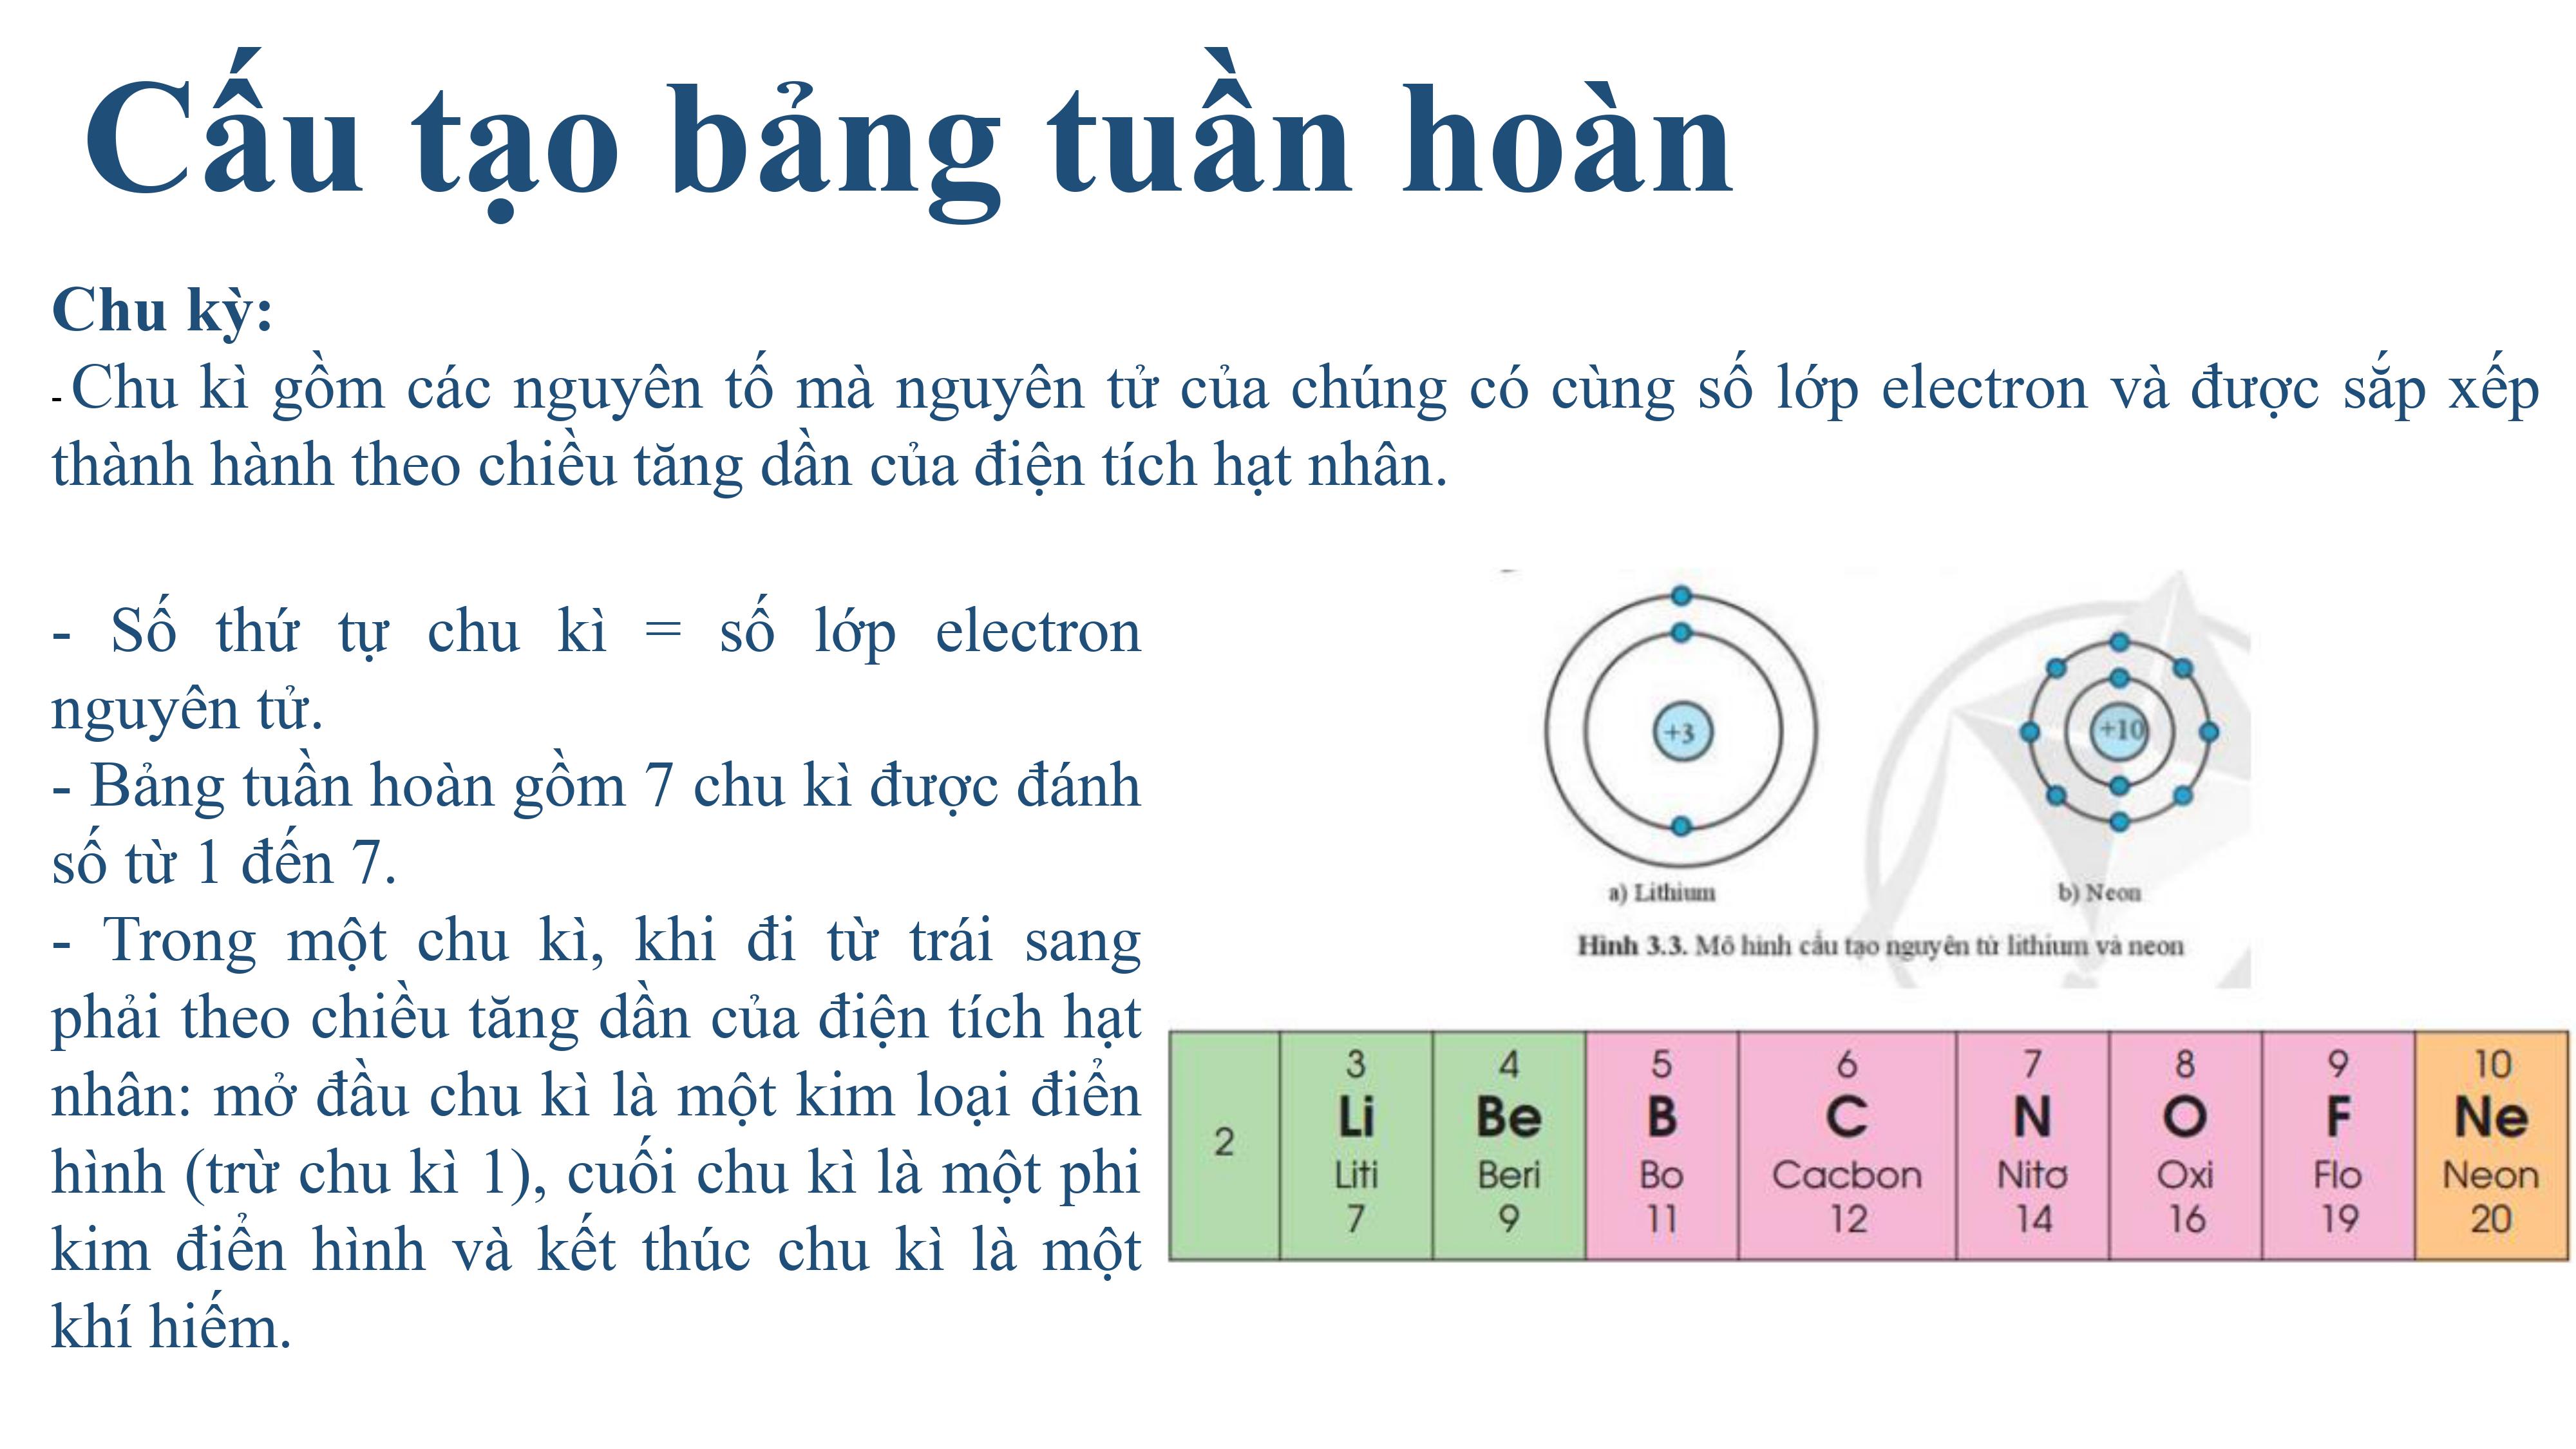 Cấu tạo bảng tuần hoàn
Chu kỳ:
- Chu kì gồm các nguyên tố mà nguyên tử của chúng có cùng số lớp electron và được sắp xếp
thành hành theo chiều tăng dần của điện tích hạt nhân.
- Số thứ tự chu kì = số lớp electron
nguyên tử.
- Bảng tuần hoàn gồm 7 chu kì được đánh
số từ 1 đến 7.
- Trong một chu kì, khi đi từ trái sang
phải theo chiều tăng dần của điện tích hạt
nhân: mở đầu chu kì là một kim loại điển
hình (trừ chu kì 1), cuối chu kì là một phi
kim điển hình và kết thúc chu kì là một
khí hiếm.
+3 +10
a) Lithium b) Neon
Hình 3.3. Mô hình cấu tạo nguyên tử lithium và neon
3 4 5 6 7 8 9 10
2 Li Be B C N O F Ne
Liti Beri Bo Cacbon Nitơ Oxi Flo Neon
7 9 11 12 14 16 19 20